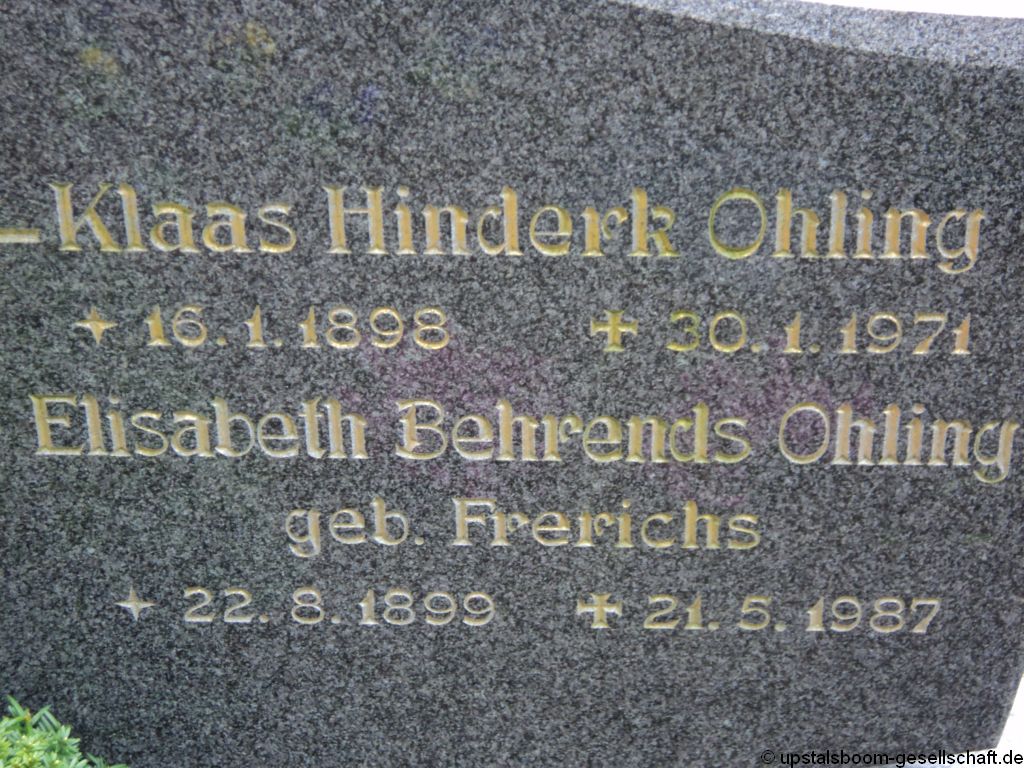 Klaas Hinderk Ohling
16.1.1898 30.1.1971
Elisabeth Behrends Ohling
geb. Frerichs
22.8.1899 21.5.1987
© upstalsboom-gesellschaft.de